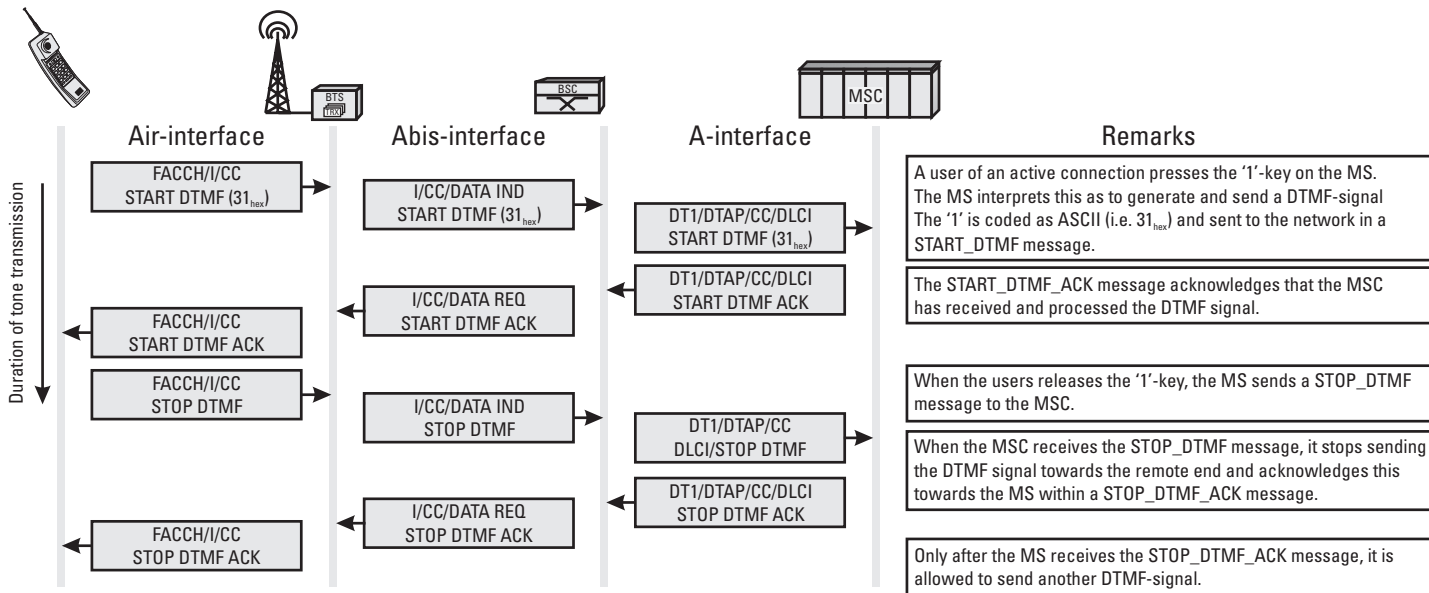 BTS
TRX
BSC
MSC
Air-interface
Abis-interface
A-interface
Remarks
Duration of tone transmission
FACCH/I/CC
START DTMF (31hex)
I/CC/DATA IND
START DTMF (31hex)
DT1/DTAP/CC/DLCI
START DTMF (31hex)
A user of an active connection presses the ‘1’-key on the MS.
The MS interprets this as to generate and send a DTMF-signal
The ‘1’ is coded as ASCII (i.e. 31hex) and sent to the network in a
START_DTMF message.
DT1/DTAP/CC/DLCI
START DTMF ACK
I/CC/DATA REQ
START DTMF ACK
FACCH/I/CC
START DTMF ACK
The START_DTMF_ACK message acknowledges that the MSC
has received and processed the DTMF signal.
FACCH/I/CC
STOP DTMF
I/CC/DATA IND
STOP DTMF
DT1/DTAP/CC
DLCI/STOP DTMF
When the users releases the ‘1’-key, the MS sends a STOP_DTMF
message to the MSC.
When the MSC receives the STOP_DTMF message, it stops sending
the DTMF signal towards the remote end and acknowledges this
towards the MS within a STOP_DTMF_ACK message.
DT1/DTAP/CC/DLCI
STOP DTMF ACK
I/CC/DATA REQ
STOP DTMF ACK
FACCH/I/CC
STOP DTMF ACK
Only after the MS receives the STOP_DTMF_ACK message, it is
allowed to send another DTMF-signal.